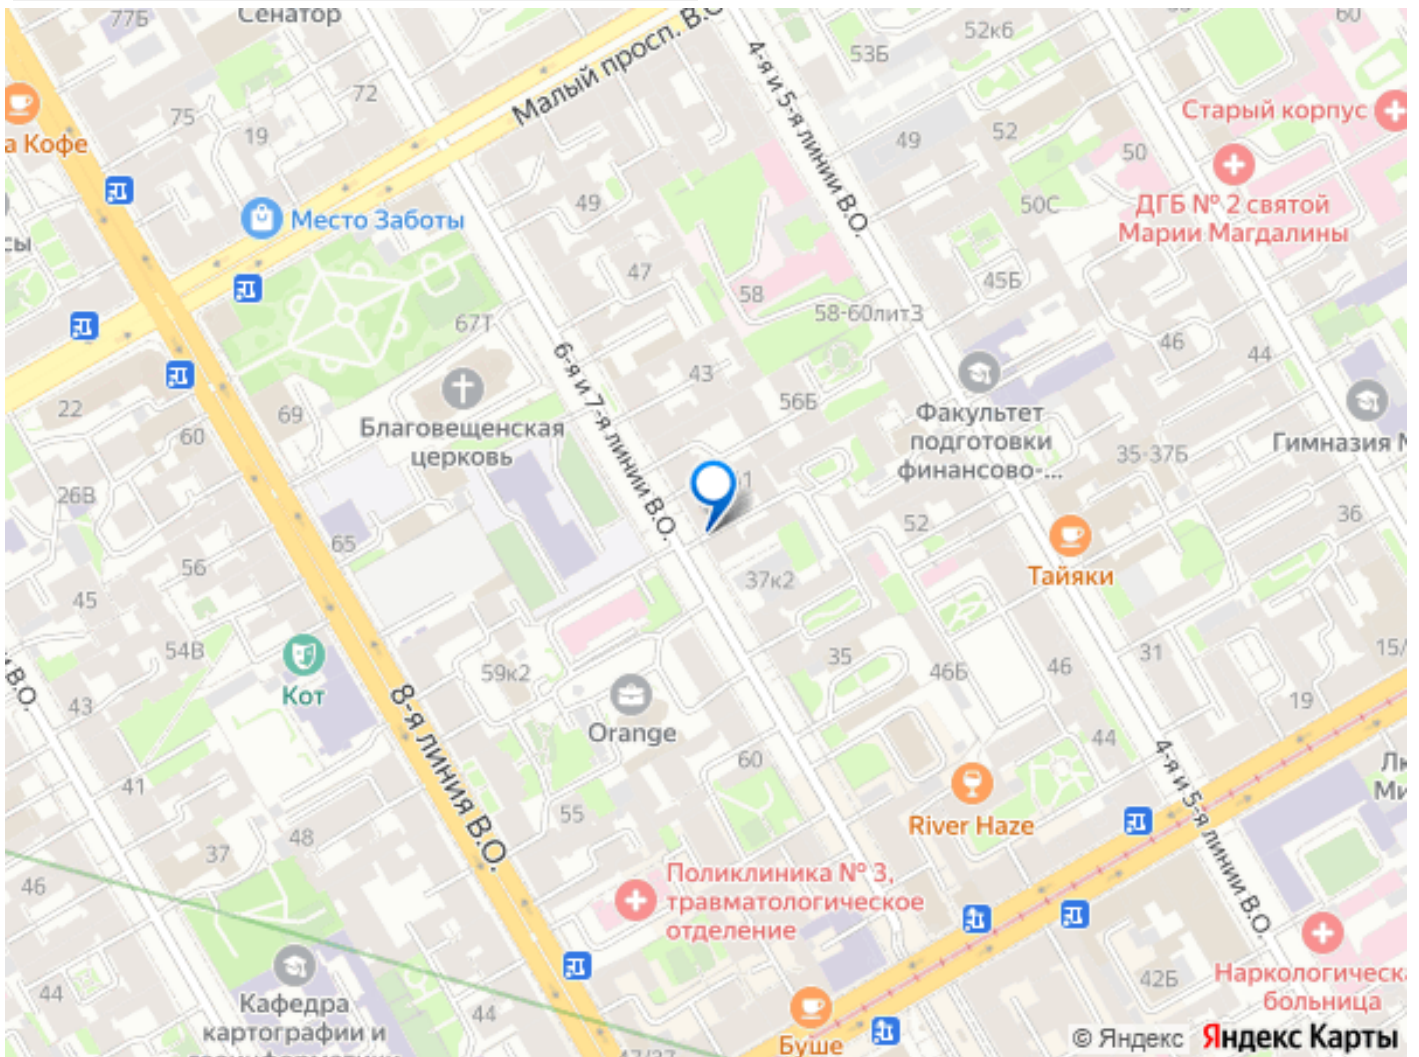 77Б
Сенатор
Малый просп. В.О.
4-я и 5-я линии В.О.
53Б
52к6
60
а Кофе
75
19
72
49
52
49
50
50С
Старый корпус
ДГБ № 2 святой
Марии Магдалины
Место Заботы
сы
47
58
58-60лит3
45Б
46
44
67Т
6-я и 7-я линии В.О.
43
56Б
22
69
60
Благовещенская
церковь
Факультет
подготовки
финансово-...
35-37Б
Гимназия №
26В
65
56
45
54В
43
52
36
37к2
Тайяки
В.О.
Кот
59к2
Orange
35
46Б
46
31
15/
19
8-я линия В.О.
60
44
4-я и 5-я линии В.О.
41
55
48
37
46
River Haze
Поликлиника № 3,
травматологическое
отделение
44
Кафедра
картографии и
44
Буше
42Б
Наркологическа
больница
© Яндекс Яндекс Карты